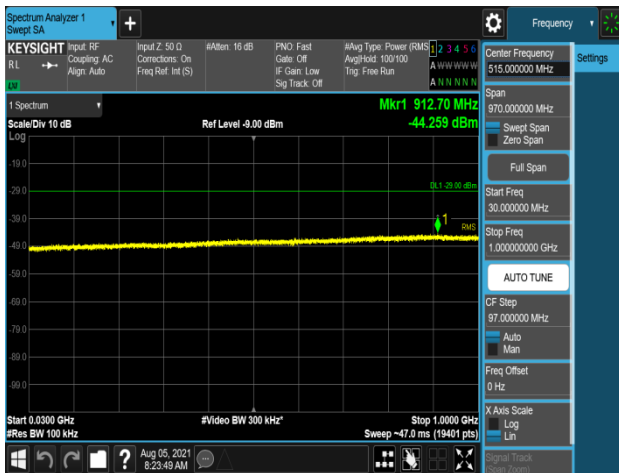 Spectrum Analyzer 1
Swept SA
+
Frequency
KEYSIGHT
RL
LXI
Input: RF
Coupling: AC
Align: Auto
Input Z: 50 Ω
Corrections: On
Freq Ref: Int (S)
#Atten: 16 dB
PNO: Fast
Gate: Off
IF Gain: Low
Sig Track: Off
#Avg Type: Power (RMS
Avg|Hold: 100/100
Trig: Free Run
1 2 3 4 5 6
A W W W W W
A N N N N N
Center Frequency
515.000000 MHz
Settings
Span
970.000000 MHz
Swept Span
Zero Span
Full Span
Start Freq
30.000000 MHz
Stop Freq
1.000000000 GHz
AUTO TUNE
CF Step
97.000000 MHz
Auto
Man
Freq Offset
0 Hz
X Axis Scale
Log
Lin
Signal Track
(Span Zoom)
1 Spectrum
Scale/Div 10 dB
Log
Ref Level -9.00 dBm
Mkr1 912.70 MHz
-44.259 dBm
-19.0
-29.0
DL1 -29.00 dBm
-39.0
1
RMS
-49.0
-59.0
-69.0
-79.0
-89.0
-99.0
Start 0.0300 GHz
#Video BW 300 kHz*
Stop 1.0000 GHz
#Res BW 100 kHz
Sweep ~47.0 ms (19401 pts)
?
Aug 05, 2021
8:23:49 AM